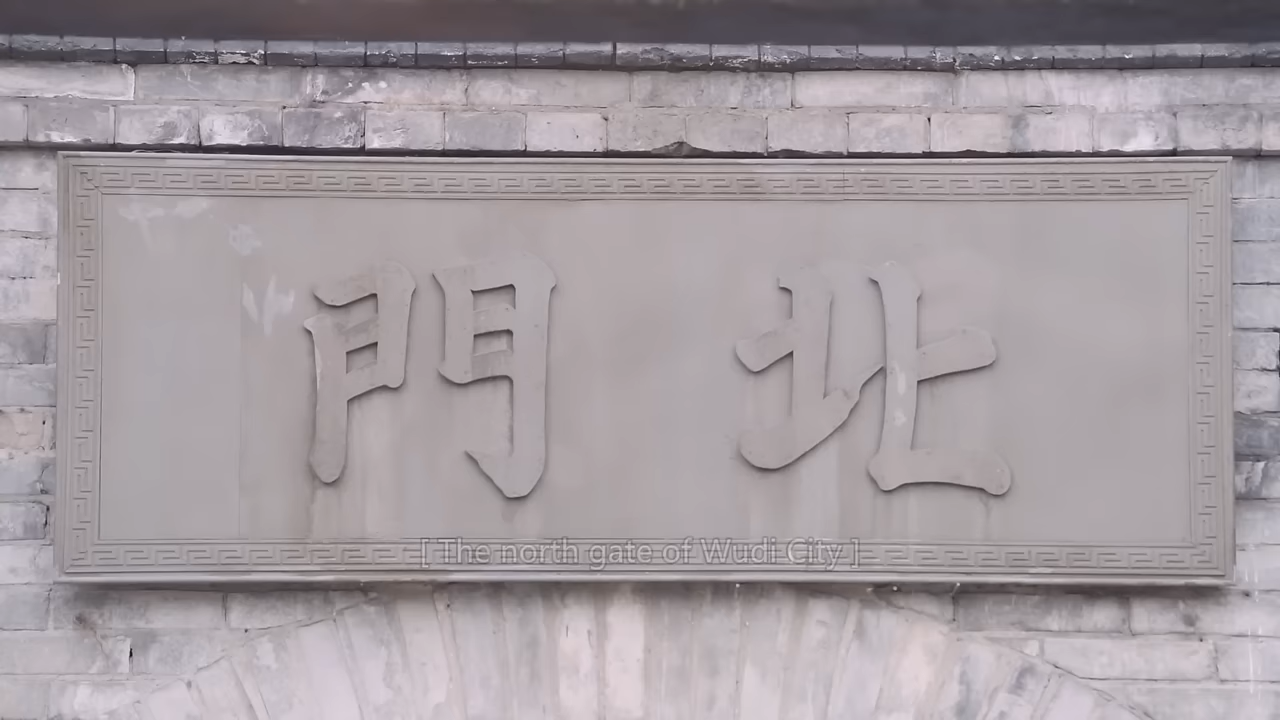 北門
[ The north gate of Wudi City ]